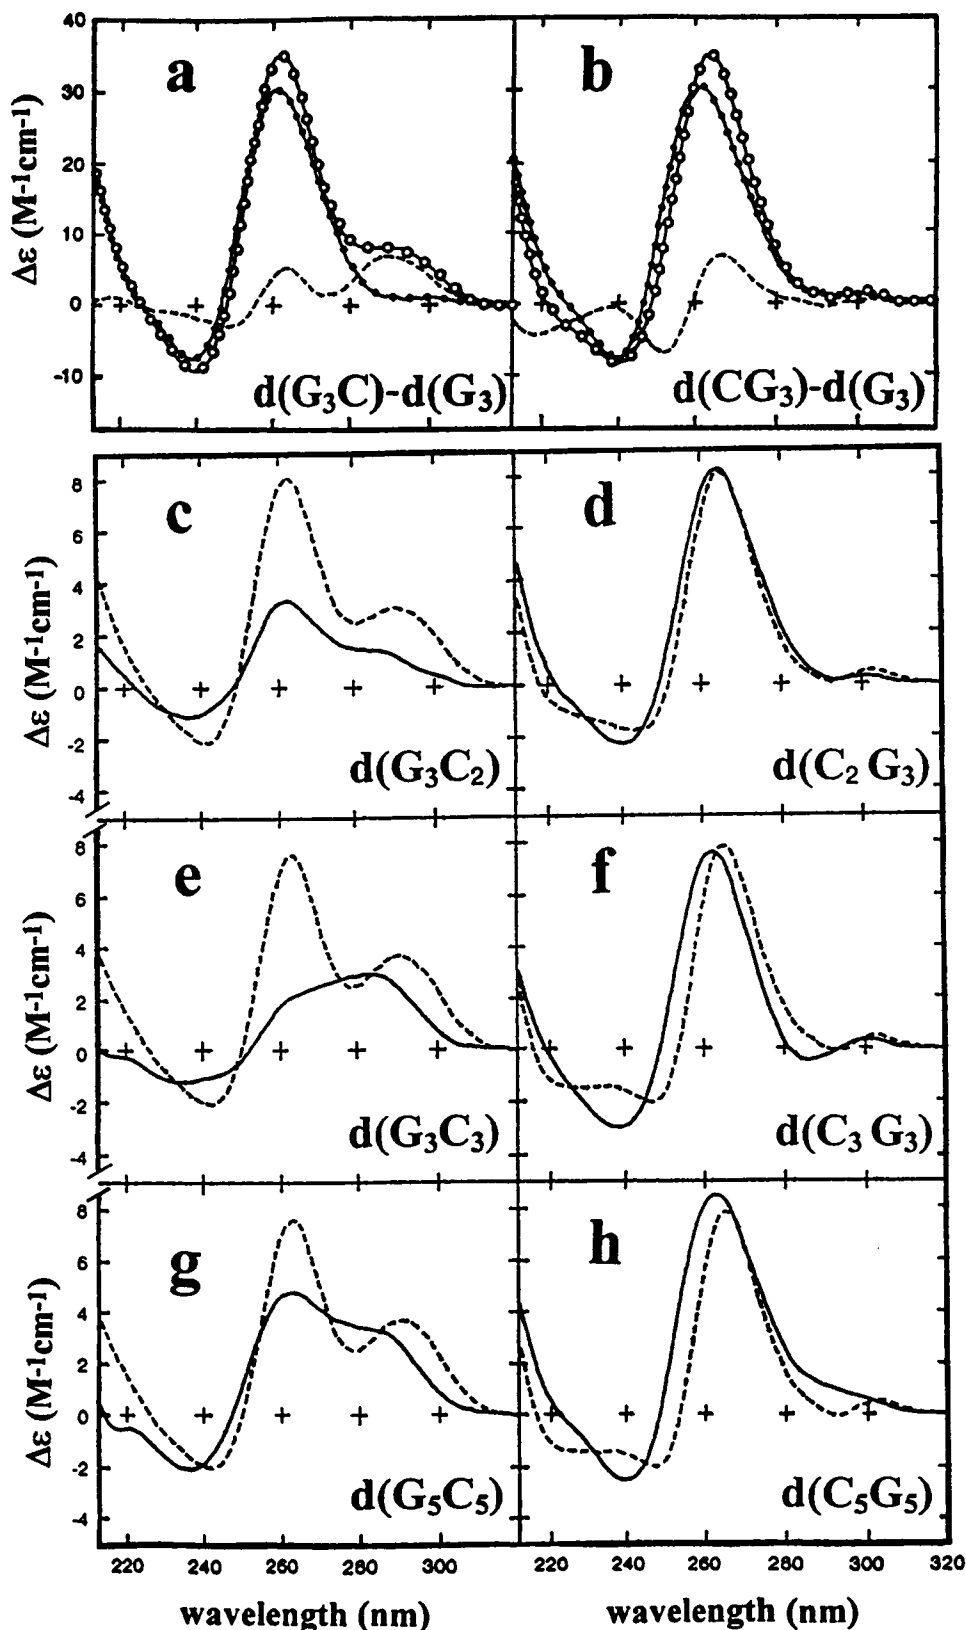 40
30
20
10
0
-10
Δε (M⁻¹cm⁻¹)
a
d(G₃C)-d(G₃)
b
d(CG₃)-d(G₃)
8
6
4
2
0
-2
-4
Δε (M⁻¹cm⁻¹)
c
d(G₃C₂)
d
d(C₂ G₃)
8
6
4
2
0
-2
-4
Δε (M⁻¹cm⁻¹)
e
d(G₃C₃)
f
d(C₃ G₃)
8
6
4
2
0
-2
-4
Δε (M⁻¹cm⁻¹)
g
d(G₅C₅)
h
d(C₅G₅)
220 240 260 280 300 220 240 260 280 300 320
wavelength (nm) wavelength (nm)